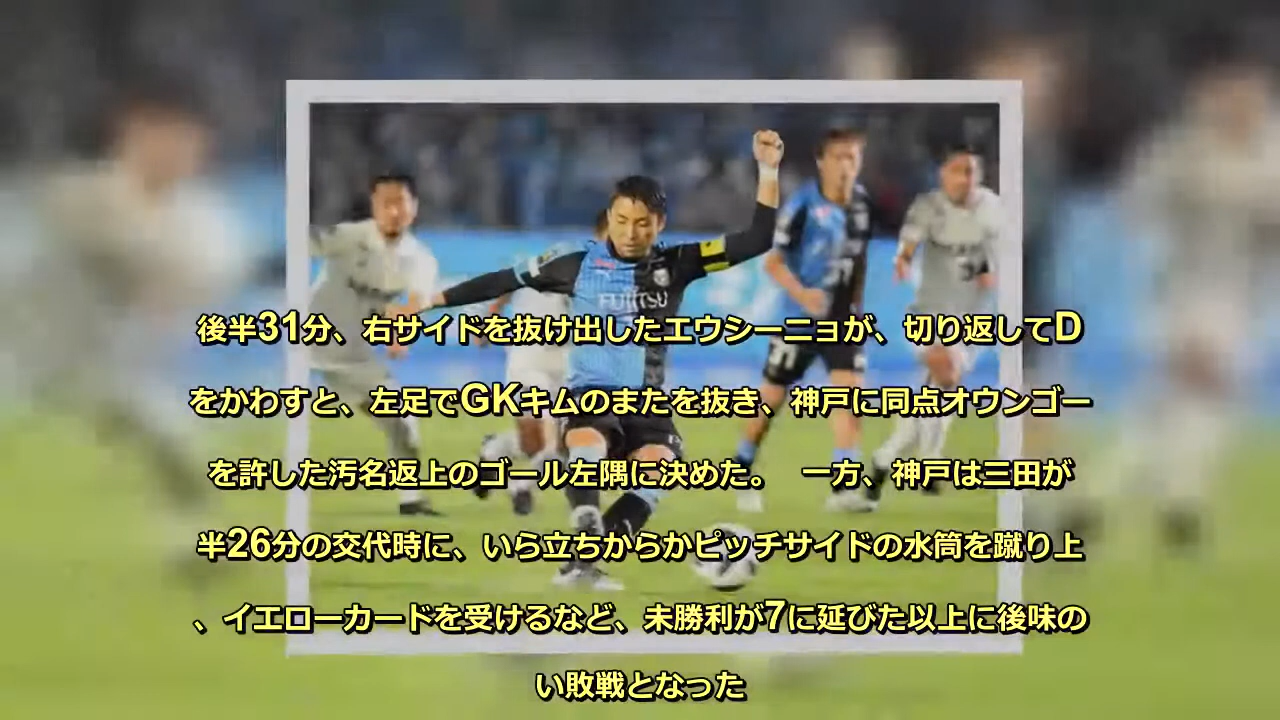 FUJITSU
後半31分、右サイドを抜け出したエウシーニョが、切り返してD
をかわすと、左足でGKキムのまたを抜き、神戸に同点オウンゴー
を許した汚名返上のゴール左隅に決めた。　一方、神戸は三田が
半26分の交代時に、いら立ちからかピッチサイドの水筒を蹴り上
、イエローカードを受けるなど、未勝利が7に延びた以上に後味の
い敗戦となった